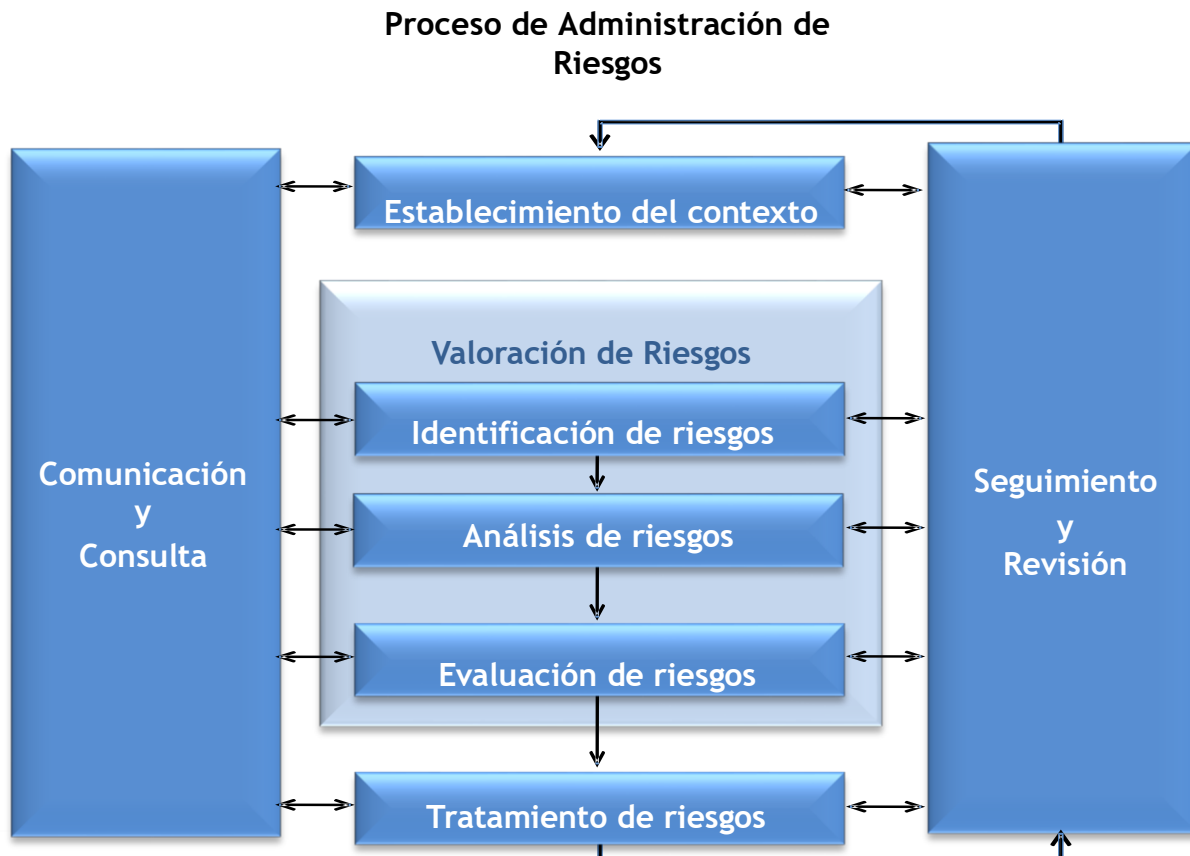 Proceso de Administración de
Riesgos
Establecimiento del contexto
Valoración de Riesgos
Identificación de riesgos
Análisis de riesgos
Evaluación de riesgos
Tratamiento de riesgos
Comunicación
y
Consulta
Seguimiento
y
Revisión